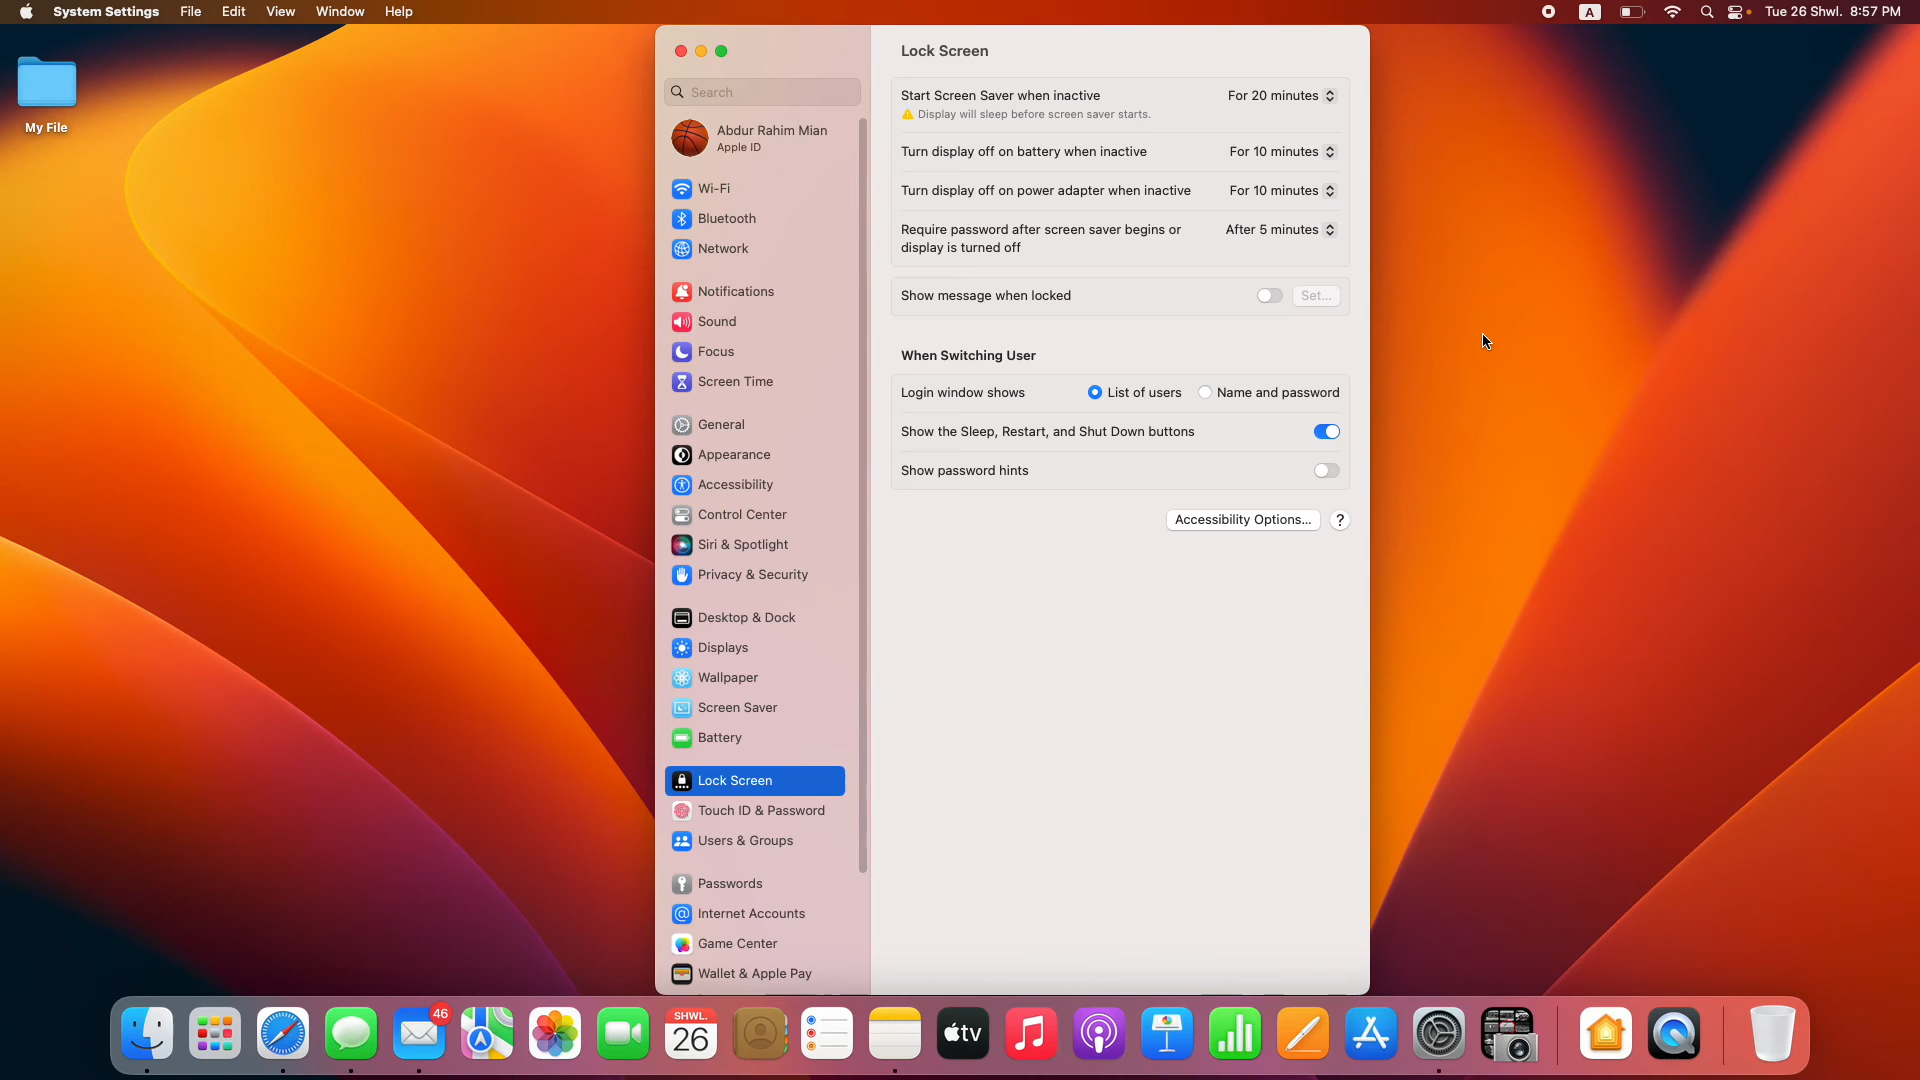 System Settings File Edit View Window Help
A Tue 26 Shwl. 8:57 PM
My File
Search
Abdur Rahim Mian
Apple ID
Wi-Fi
Bluetooth
Network
Notifications
Sound
Focus
Screen Time
General
Appearance
Accessibility
Control Center
Siri & Spotlight
Privacy & Security
Desktop & Dock
Displays
Wallpaper
Screen Saver
Battery
Lock Screen
Touch ID & Password
Users & Groups
Passwords
Internet Accounts
Game Center
Wallet & Apple Pay
Lock Screen
Start Screen Saver when inactive For 20 minutes
Display will sleep before screen saver starts.
Turn display off on battery when inactive For 10 minutes
Turn display off on power adapter when inactive For 10 minutes
Require password after screen saver begins or After 5 minutes
display is turned off
Show message when locked Set...
When Switching User
Login window shows List of users Name and password
Show the Sleep, Restart, and Shut Down buttons
Show password hints
Accessibility Options... ?
46
SHWL.
26
tv